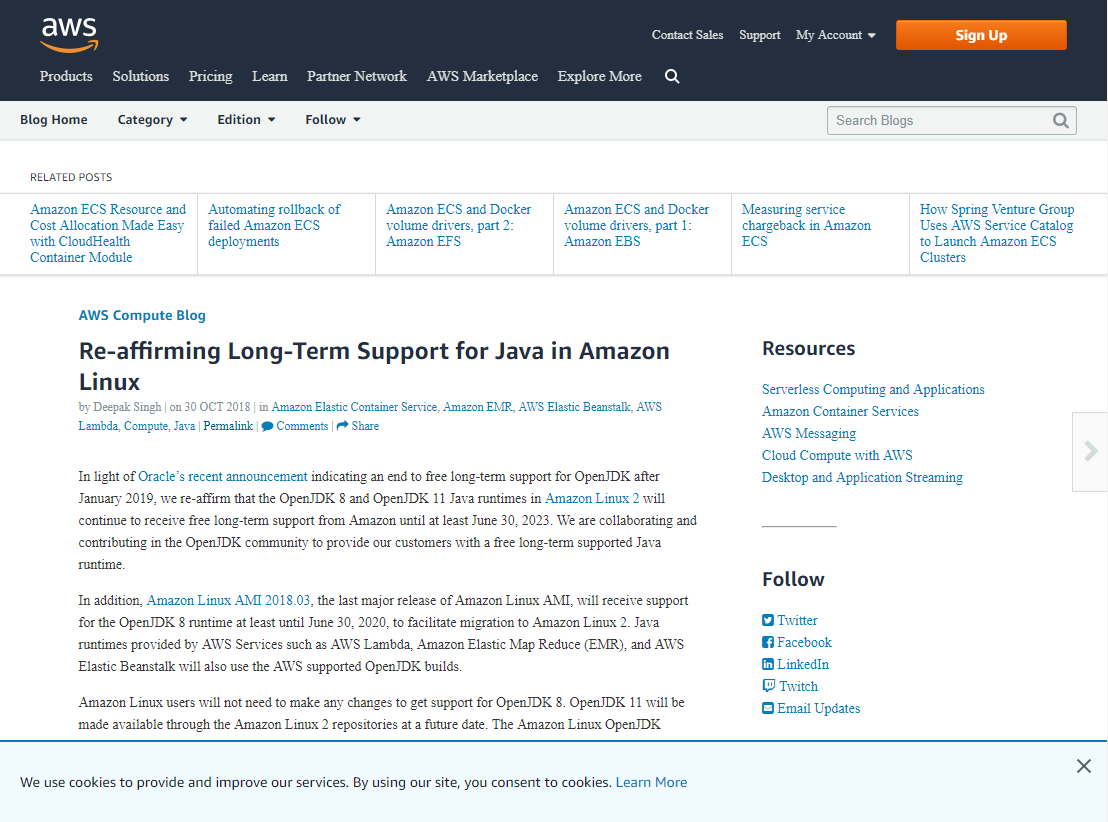 aws
Contact Sales Support My Account Sign Up
Products Solutions Pricing Learn Partner Network AWS Marketplace Explore More
Blog Home Category Edition Follow Search Blogs
RELATED POSTS
Amazon ECS Resource and
Cost Allocation Made Easy
with CloudHealth
Container Module
Automating rollback of
failed Amazon ECS
deployments
Amazon ECS and Docker
volume drivers, part 2:
Amazon EFS
Amazon ECS and Docker
volume drivers, part 1:
Amazon EBS
Measuring service
chargeback in Amazon
ECS
How Spring Venture Group
Uses AWS Service Catalog
to Launch Amazon ECS
Clusters
AWS Compute Blog
Re-affirming Long-Term Support for Java in Amazon
Linux
by Deepak Singh | on 30 OCT 2018 | in Amazon Elastic Container Service, Amazon EMR, AWS Elastic Beanstalk, AWS
Lambda, Compute, Java | Permalink | Comments | Share
In light of Oracle’s recent announcement indicating an end to free long-term support for OpenJDK after
January 2019, we re-affirm that the OpenJDK 8 and OpenJDK 11 Java runtimes in Amazon Linux 2 will
continue to receive free long-term support from Amazon until at least June 30, 2023. We are collaborating and
contributing in the OpenJDK community to provide our customers with a free long-term supported Java
runtime.
In addition, Amazon Linux AMI 2018.03, the last major release of Amazon Linux AMI, will receive support
for the OpenJDK 8 runtime at least until June 30, 2020, to facilitate migration to Amazon Linux 2. Java
runtimes provided by AWS Services such as AWS Lambda, Amazon Elastic Map Reduce (EMR), and AWS
Elastic Beanstalk will also use the AWS supported OpenJDK builds.
Amazon Linux users will not need to make any changes to get support for OpenJDK 8. OpenJDK 11 will be
made available through the Amazon Linux 2 repositories at a future date. The Amazon Linux OpenJDK
Resources
Serverless Computing and Applications
Amazon Container Services
AWS Messaging
Cloud Compute with AWS
Desktop and Application Streaming
Follow
Twitter
Facebook
LinkedIn
Twitch
Email Updates
We use cookies to provide and improve our services. By using our site, you consent to cookies. Learn More